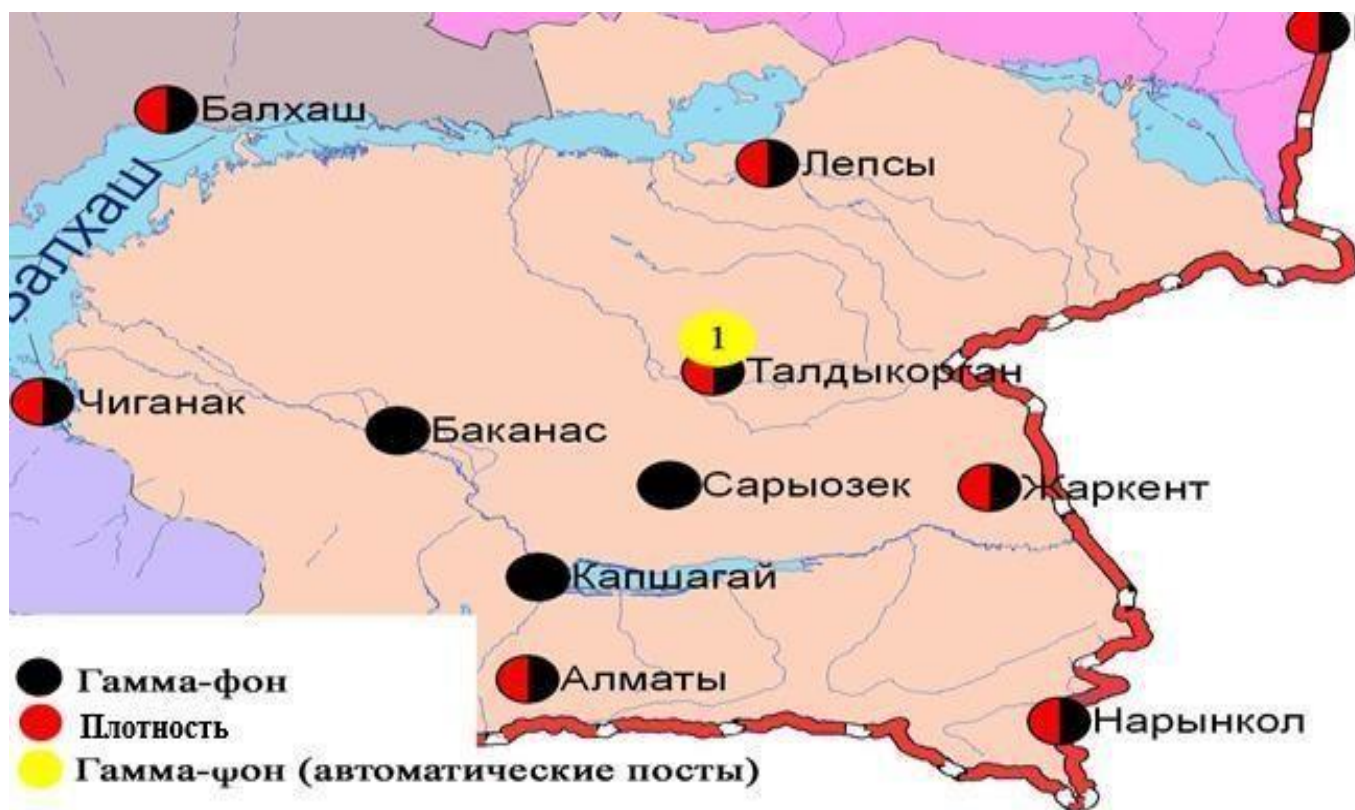 Балхаш
Балхаш
Лепсы
1
Талдыкорган
Чиганак
Баканас
Сарыозек
Жаркент
Капшагай
Алматы
Нарынкол
Гамма-фон
Плотность
Гамма-фон (автоматические посты)